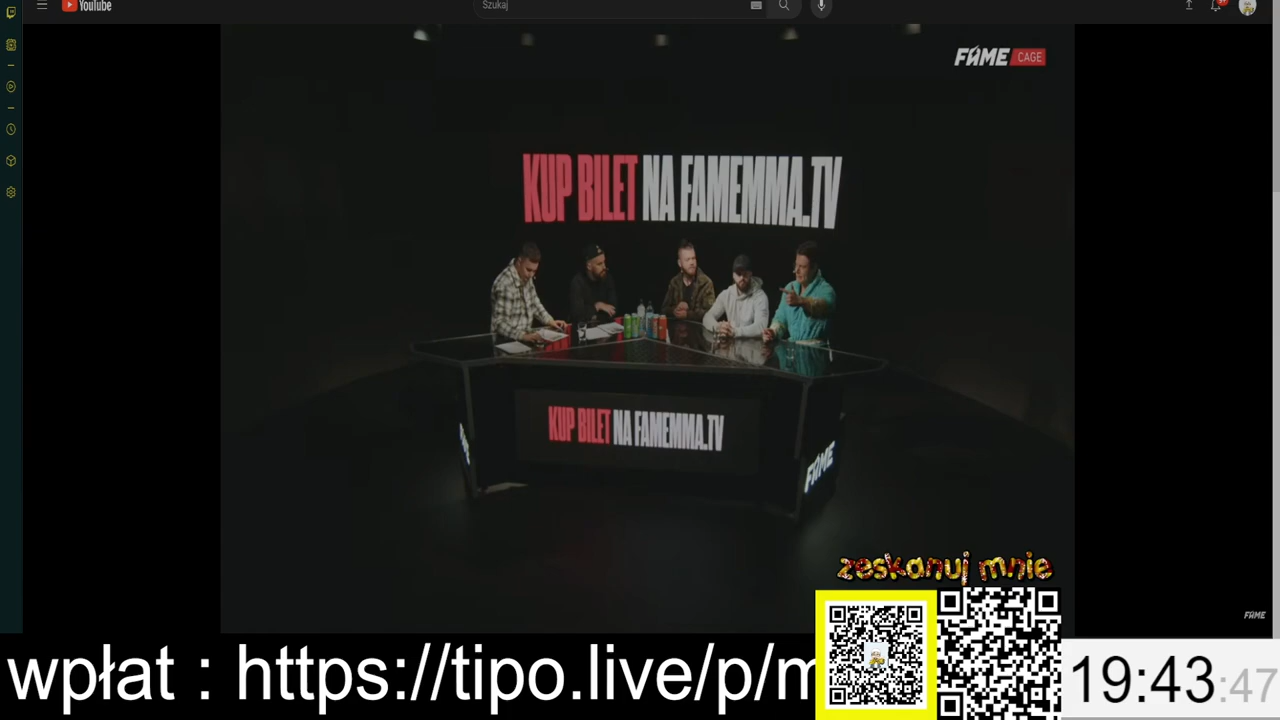 YouTube
Szukaj
FAME CAGE
KUP BILET NA FAMEMMA.TV
KUP BILET NA FAMEMMA.TV
FAME
FAME
zeskanuj mnie
wpłat : https://tipo.live/p/m
19:43:47